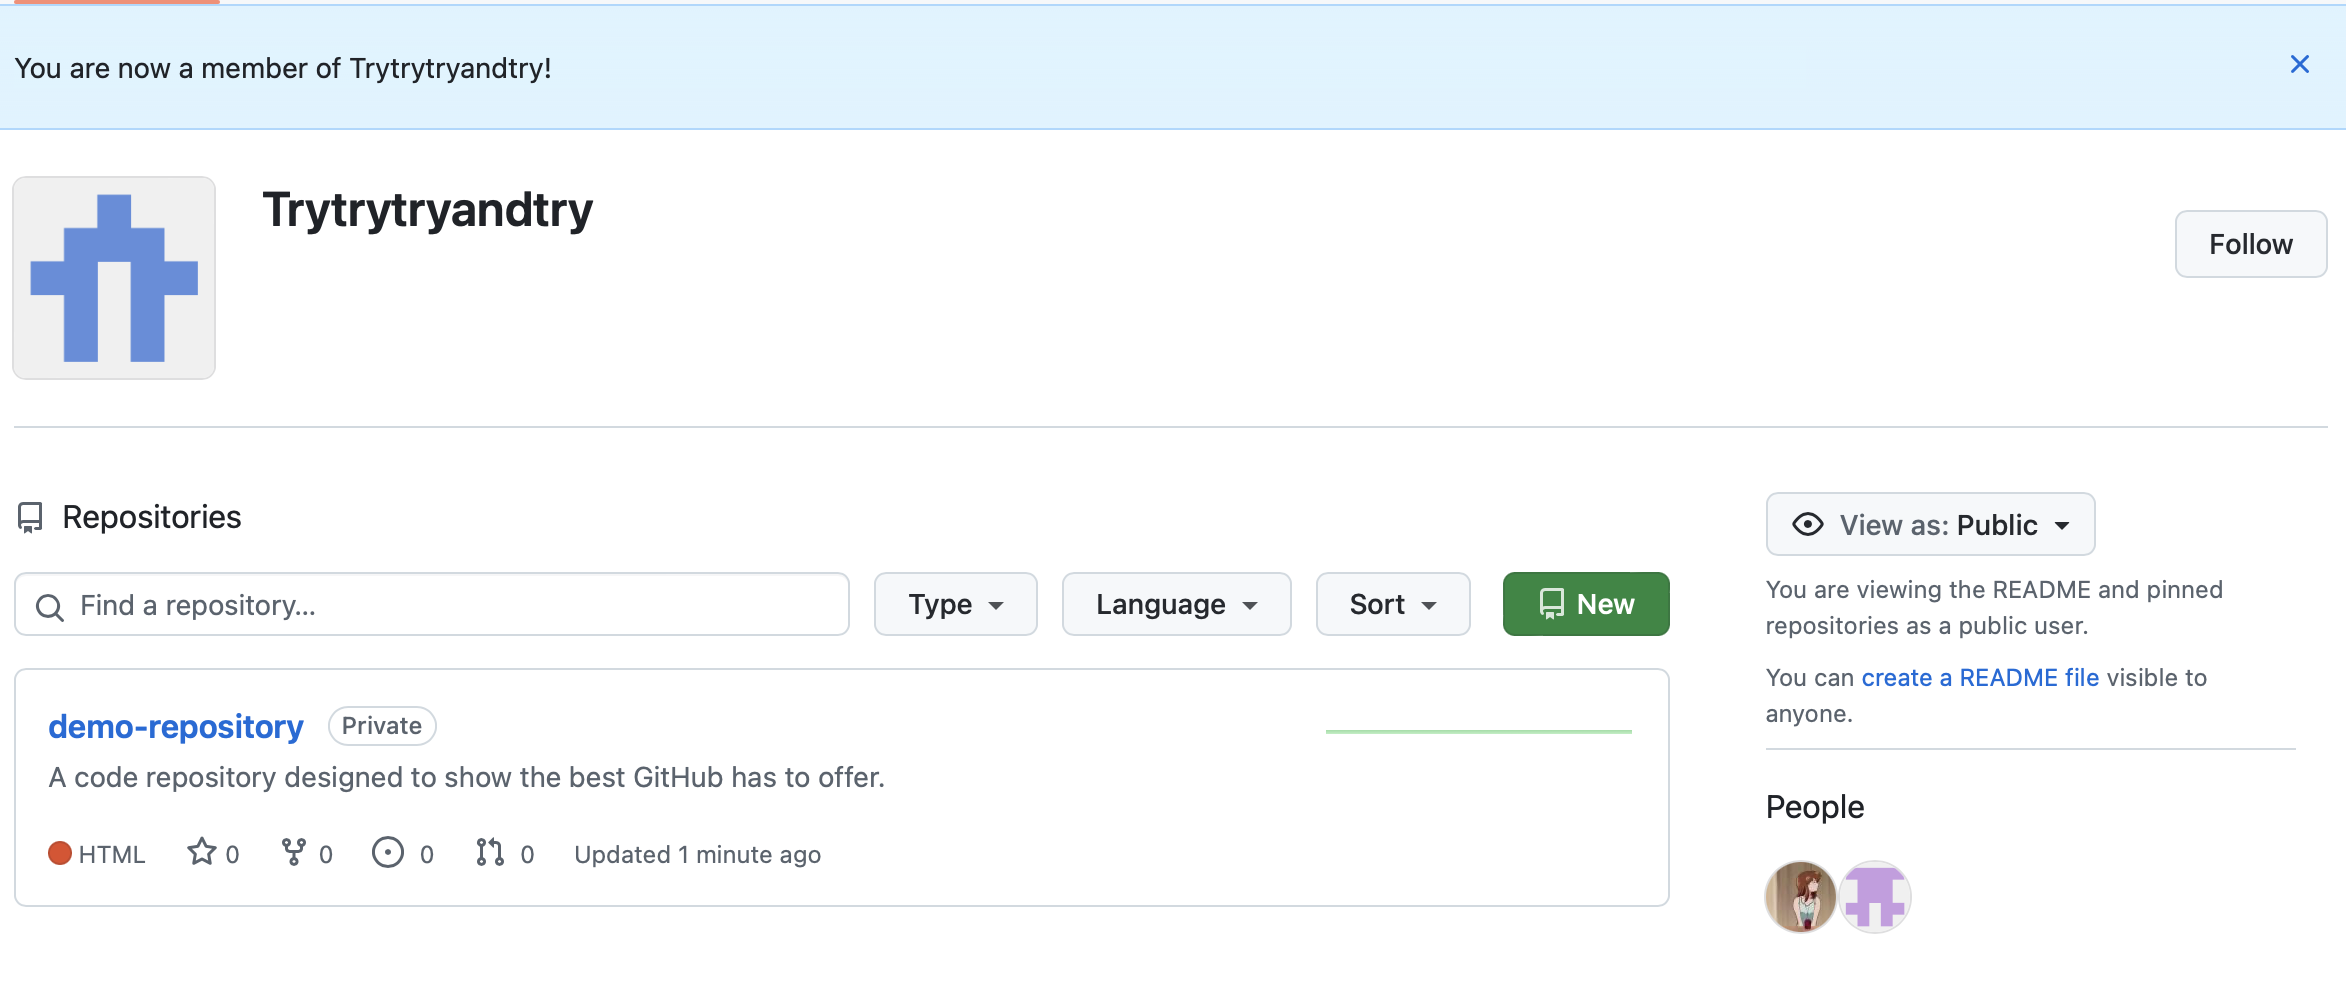 You are now a member of Trytrytryandtry!
Trytrytryandtry
Follow
Repositories
Find a repository...
Type
Language
Sort
New
View as: Public
You are viewing the README and pinned
repositories as a public user.
You can create a README file visible to
anyone.
demo-repository
Private
A code repository designed to show the best GitHub has to offer.
HTML 0 0 0 0 Updated 1 minute ago
People